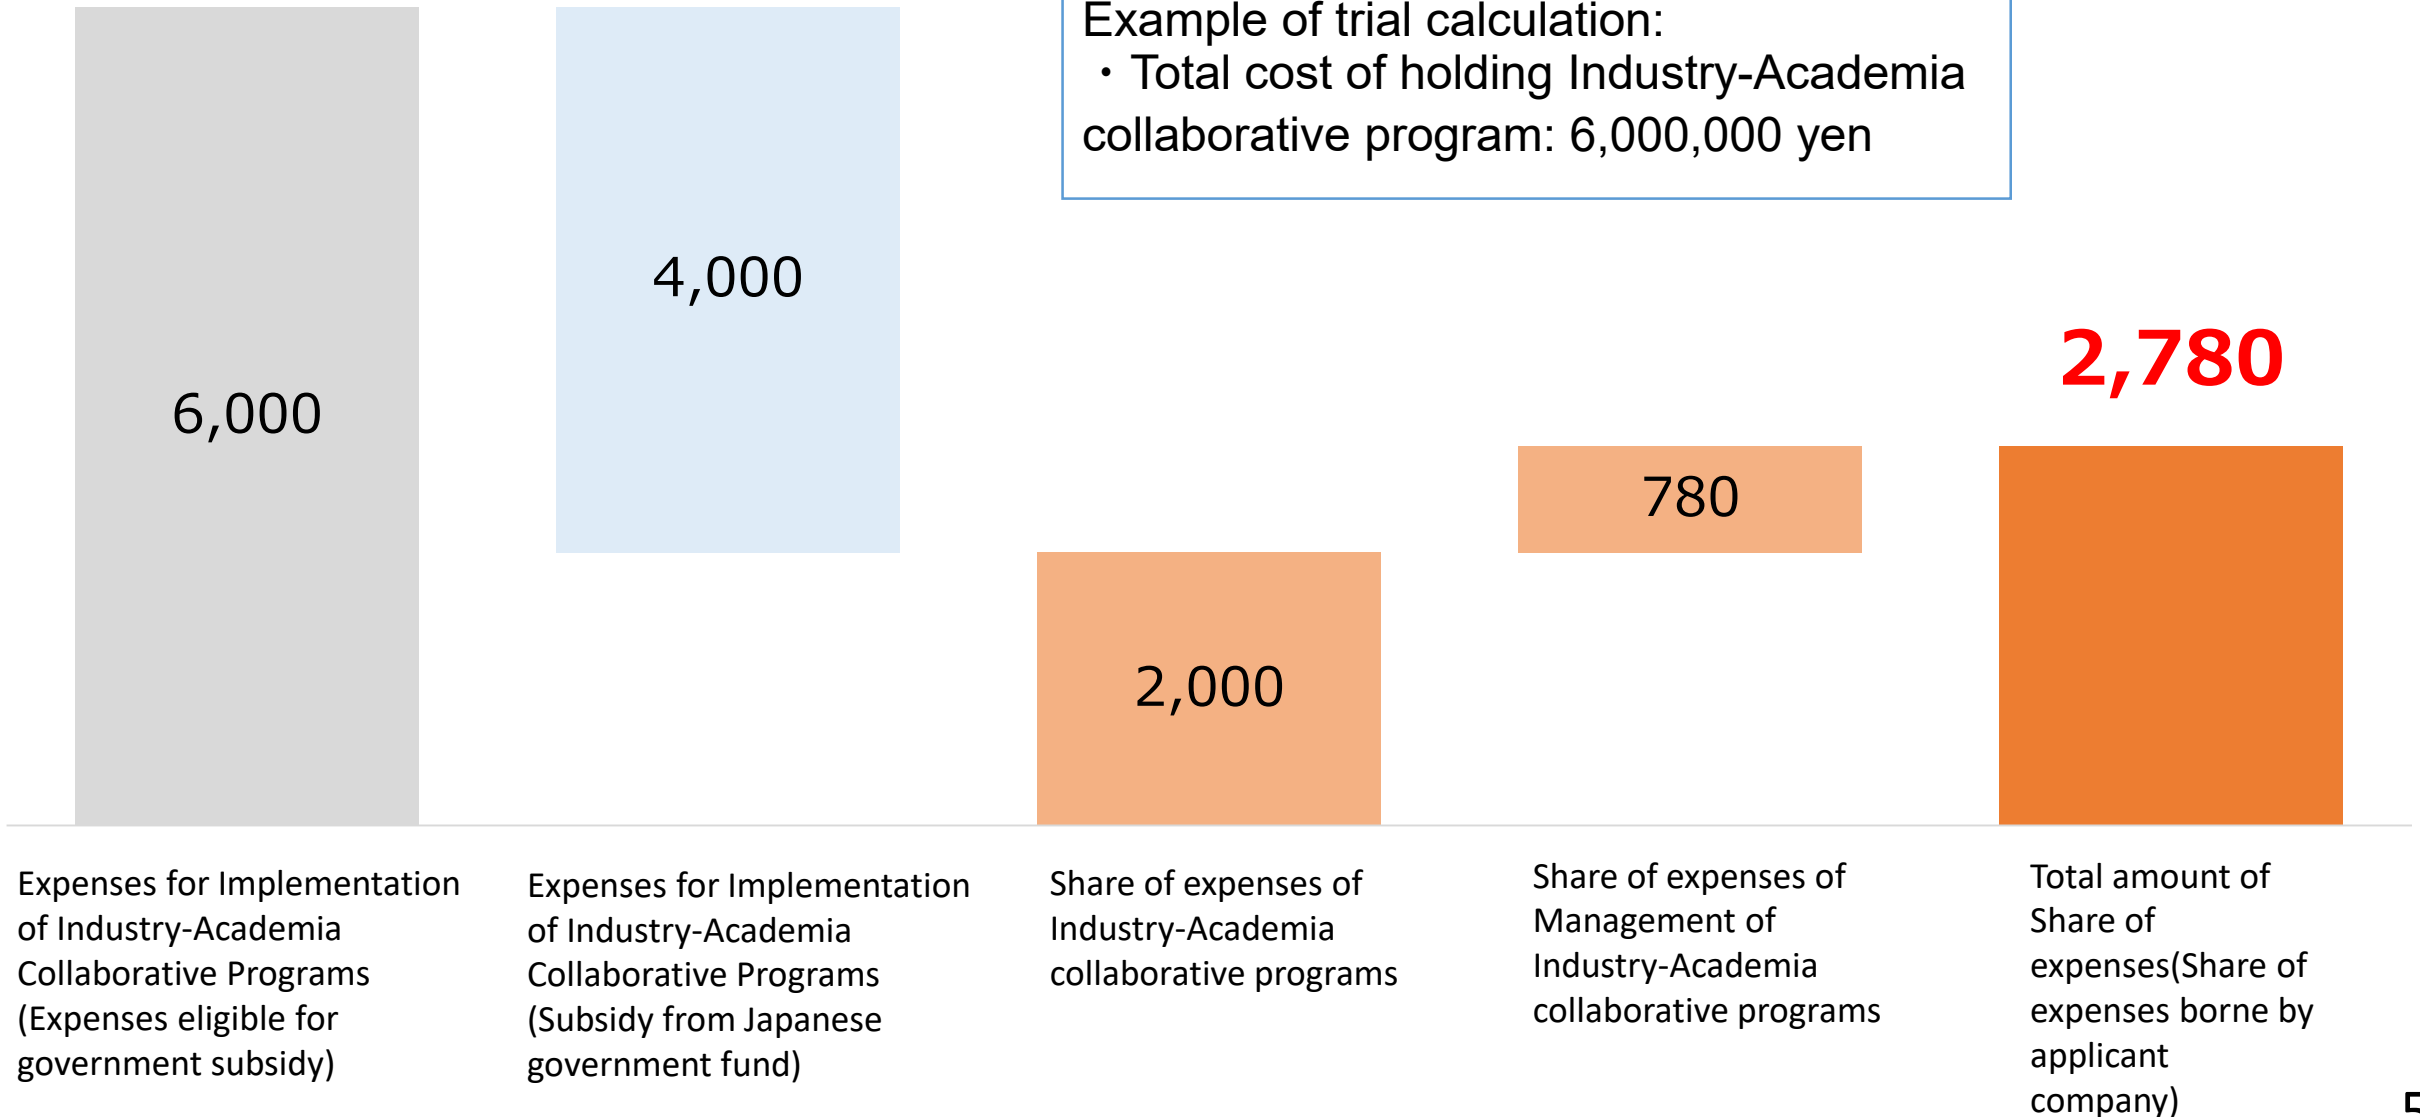 Example of trial calculation:
・Total cost of holding Industry-Academia
collaborative program: 6,000,000 yen
6,000
4,000
2,000
780
2,780
Expenses for Implementation
of Industry-Academia
Collaborative Programs
(Expenses eligible for
government subsidy)
Expenses for Implementation
of Industry-Academia
Collaborative Programs
(Subsidy from Japanese
government fund)
Share of expenses of
Industry-Academia
collaborative programs
Share of expenses of
Management of
Industry-Academia
collaborative programs
Total amount of
Share of
expenses(Share of
expenses borne by
applicant
company)